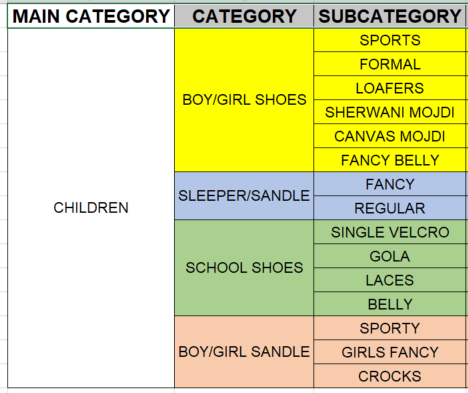 MAIN CATEGORY CATEGORY SUBCATEGORY
SPORTS
FORMAL
LOAFERS
BOY/GIRL SHOES
SHERWANI MOJDI
CANVAS MOJDI
FANCY BELLY
FANCY
SLEEPER/SANDLE
REGULAR
CHILDREN
SINGLE VELCRO
GOLA
SCHOOL SHOES
LACES
BELLY
SPORTY
BOY/GIRL SANDLE GIRLS FANCY
CROCKS